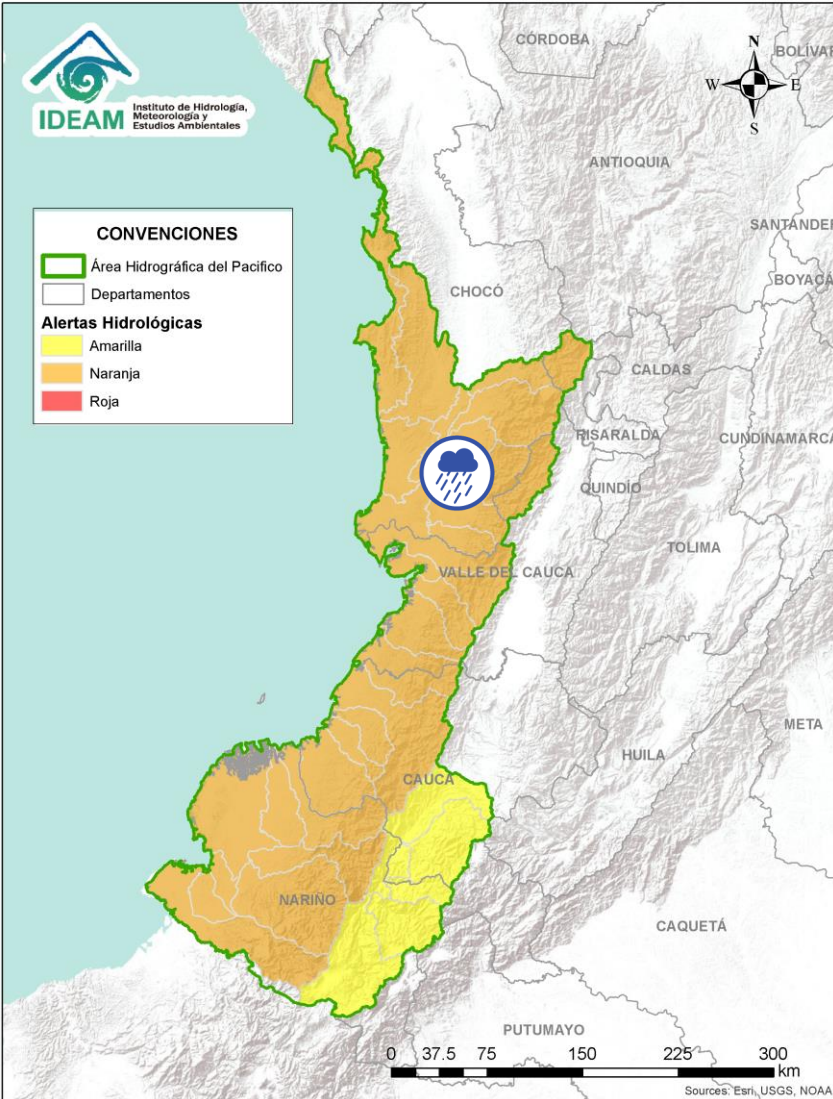 IDEAM
Instituto de Hidrología,
Meteorología y
Estudios Ambientales
CÓRDOBA
BOLÍVAR
N
W
E
S
ANTIOQUIA
SANTANDER
BOYACÁ
CONVENCIONES
Área Hidrográfica del Pacifico
Departamentos
Alertas Hidrológicas
Amarilla
Naranja
Roja
CHOCÓ
CALDAS
RISARALDA
CUNDINAMARCA
QUINDÍO
TOLIMA
VALLE DEL CAUCA
META
HUILA
CAUCA
NARIÑO
CAQUETÁ
PUTUMAYO
0 37.5 75 150 225 300
km
Sources: Esri, USGS, NOAA